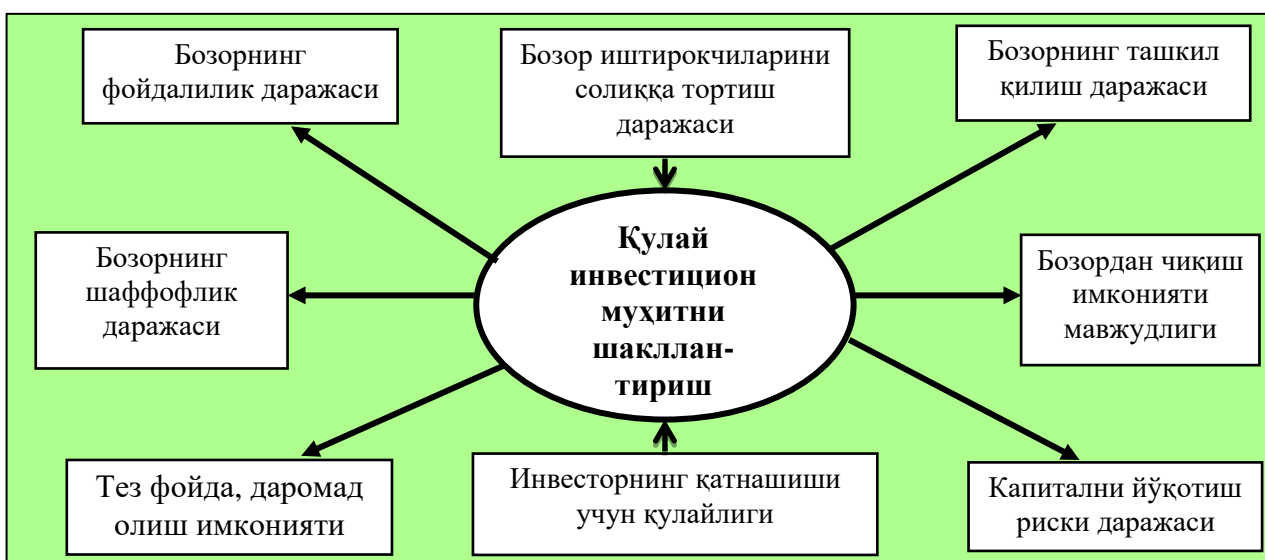 Бозорнинг
фойдалилик даражаси
Бозор иштирокчиларини
солиққа тортиш
даражаси
Бозорнинг ташкил
қилиш даражаси
Бозорнинг
шаффофлик
даражаси
Қулай
инвестицион
муҳитни
шакллан-
тириш
Бозордан чиқиш
имконияти
мавжудлиги
Тез фойда, даромад
олиш имконияти
Инвесторнинг қатнашиши
учун қулайлиги
Капитални йўқотиш
риски даражаси